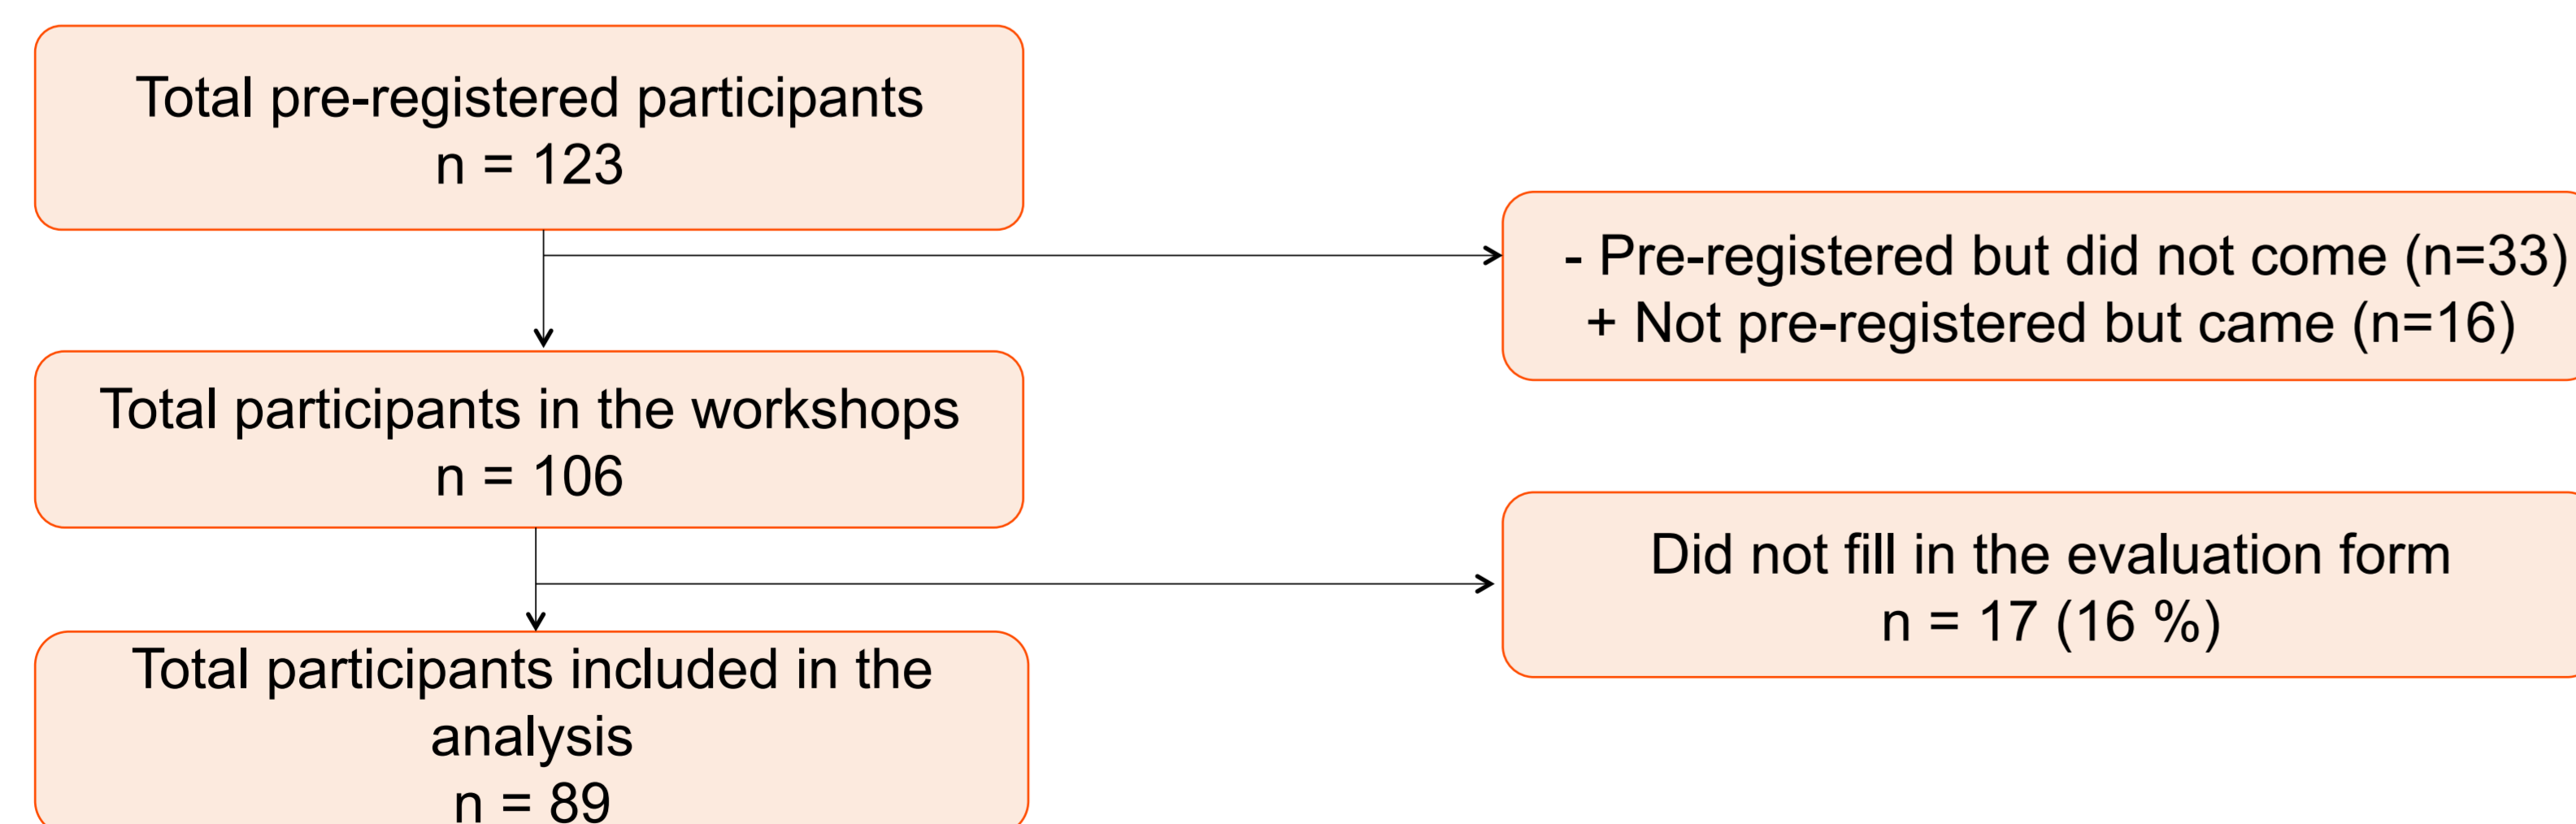 Total pre-registered participants
n = 123
- Pre-registered but did not come (n=33)
+ Not pre-registered but came (n=16)
Total participants in the workshops
n = 106
Did not fill in the evaluation form
n = 17 (16 %)
Total participants included in the
analysis
n = 89